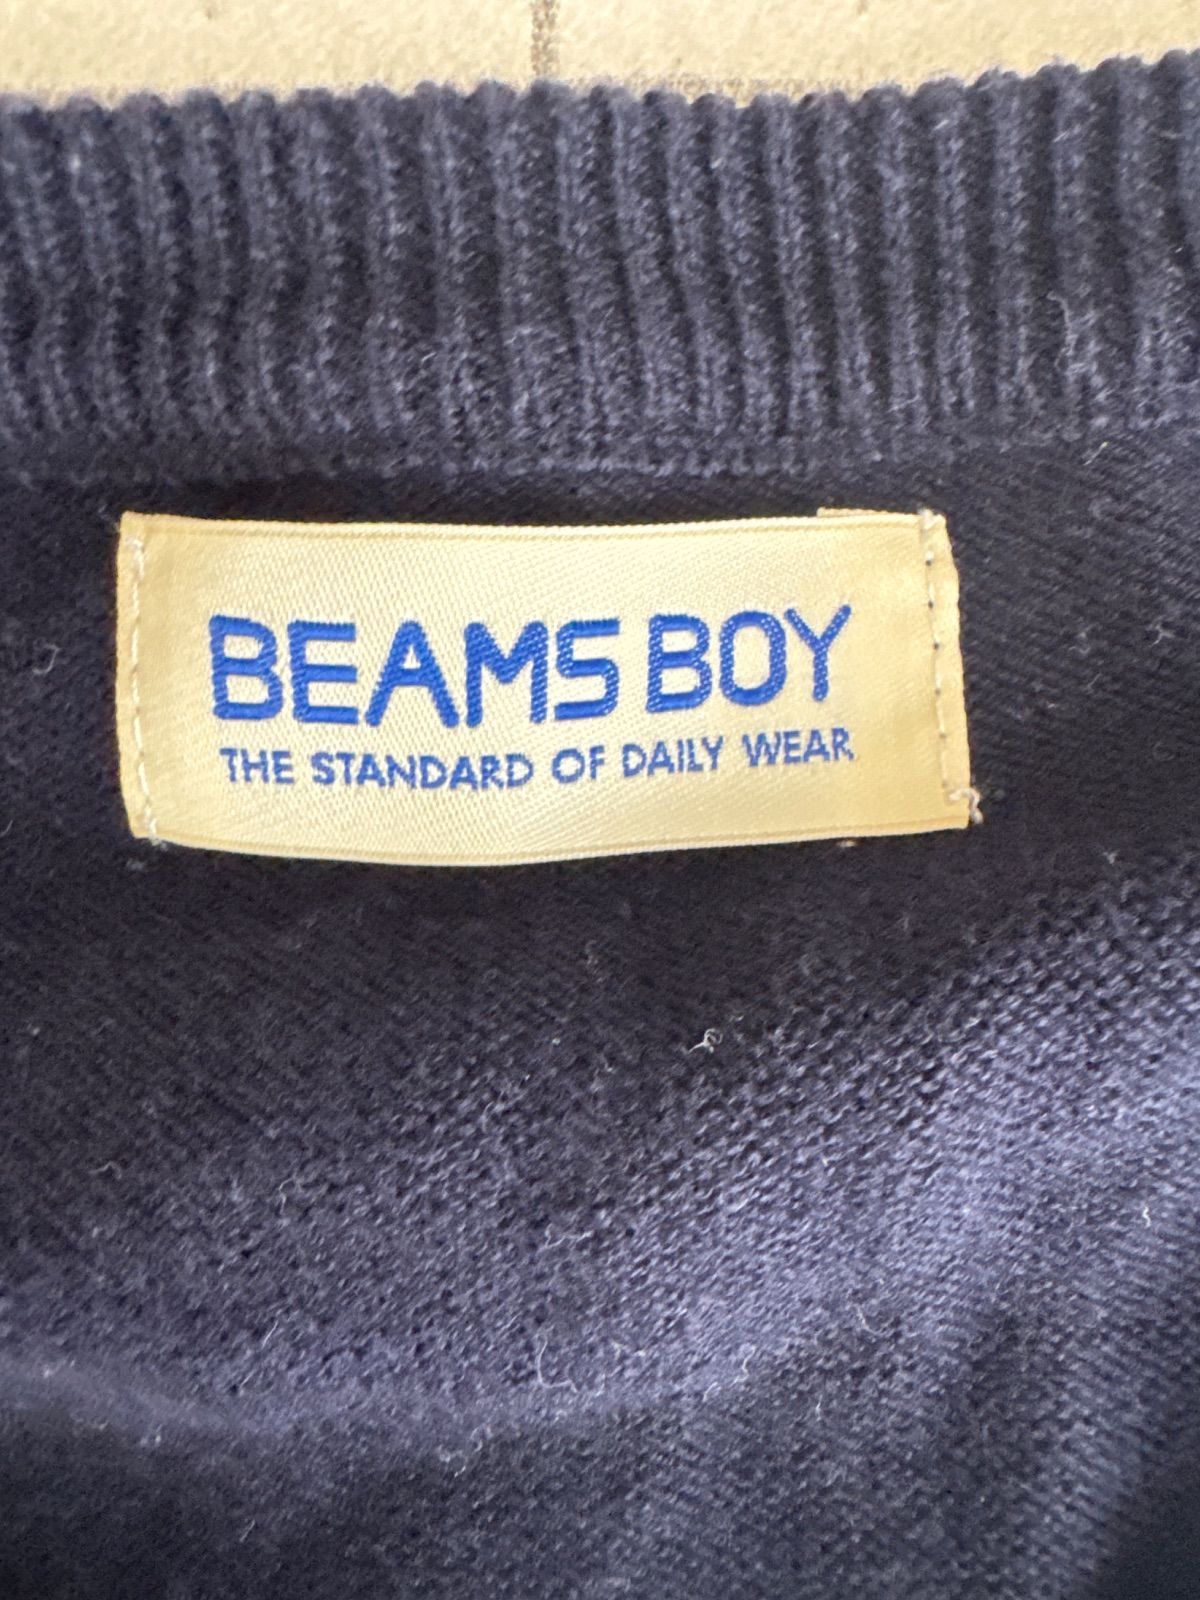 BEAMS BOY
THE STANDARD OF DAILY WEAR